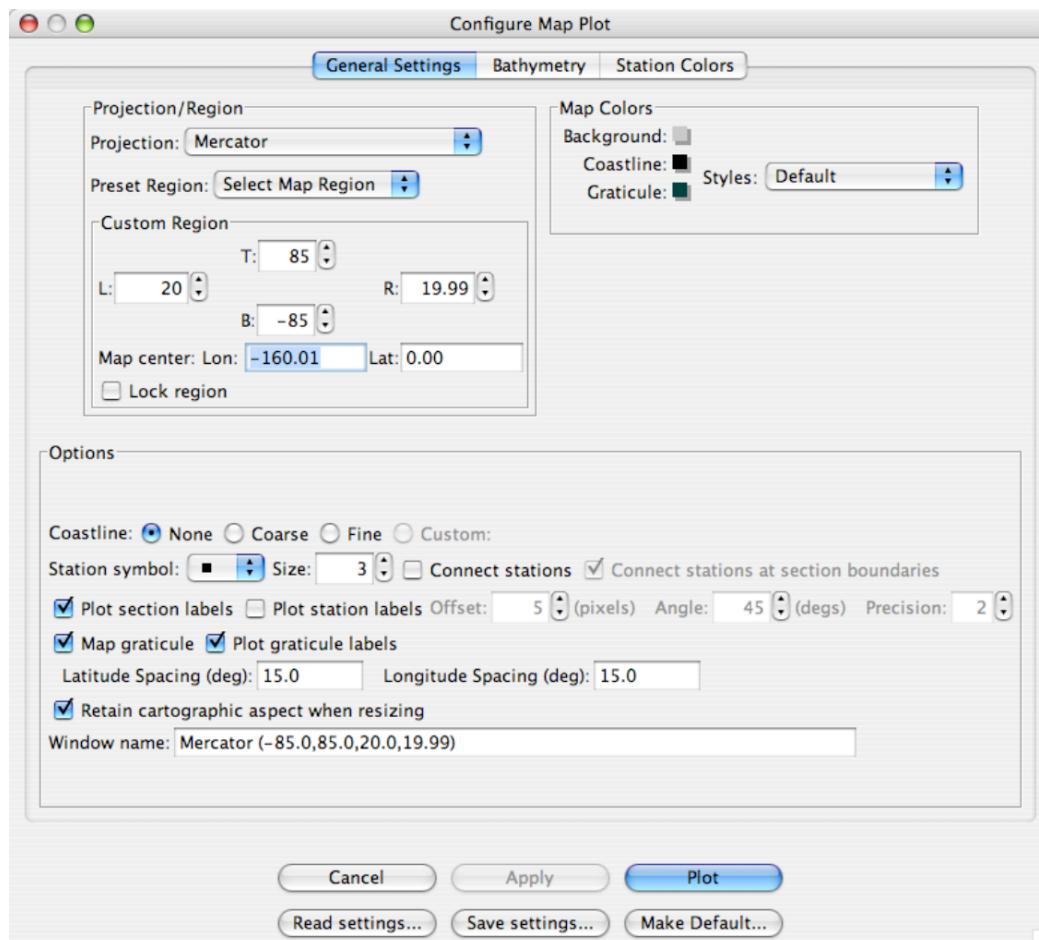 Configure Map Plot
General Settings Bathymetry Station Colors
Projection/Region
Projection: Mercator
Preset Region: Select Map Region
Custom Region
T: 85
L: 20 R: 19.99
B: -85
Map center: Lon: -160.01 Lat: 0.00
Lock region
Map Colors
Background:
Coastline:
Graticule:
Styles: Default
Options
Coastline: None Coarse Fine Custom:
Station symbol: Size: 3 Connect stations Connect stations at section boundaries
Plot section labels Plot station labels Offset: 5 (pixels) Angle: 45 (degs) Precision: 2
Map graticule Plot graticule labels
Latitude Spacing (deg): 15.0 Longitude Spacing (deg): 15.0
Retain cartographic aspect when resizing
Window name: Mercator (-85.0,85.0,20.0,19.99)
Cancel Apply Plot
Read settings... Save settings... Make Default...